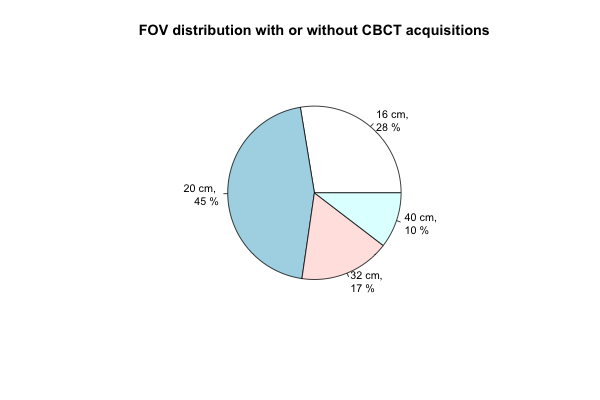 FOV distribution with or without CBCT acquisitions
16 cm,
28 %
20 cm,
45 %
40 cm,
10 %
32 cm,
17 %